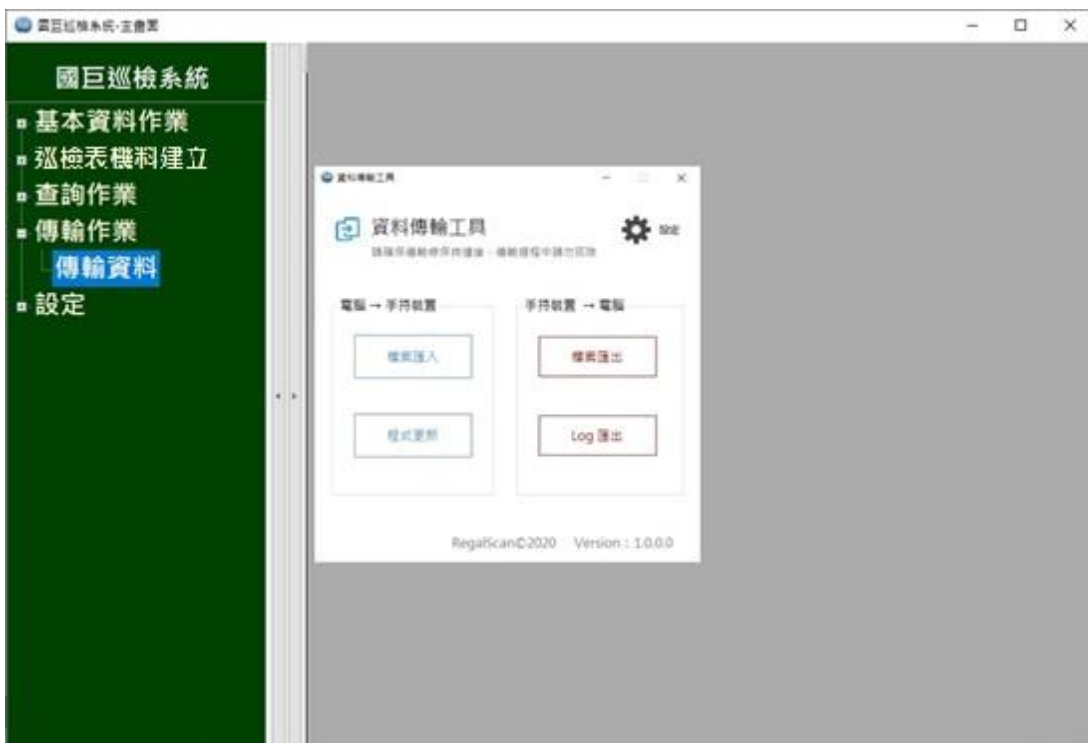 國巨巡檢系統-主畫面
國巨巡檢系統
基本資料作業
巡檢表機料建立
查詢作業
傳輸作業
傳輸資料
設定
資料傳輸工具
資料傳輸工具
設定
電腦 → 手持裝置
手持裝置 → 電腦
檔案匯入
檔案匯出
程式更新
Log 匯出
RegalScan©2020 Version : 1.0.0.0